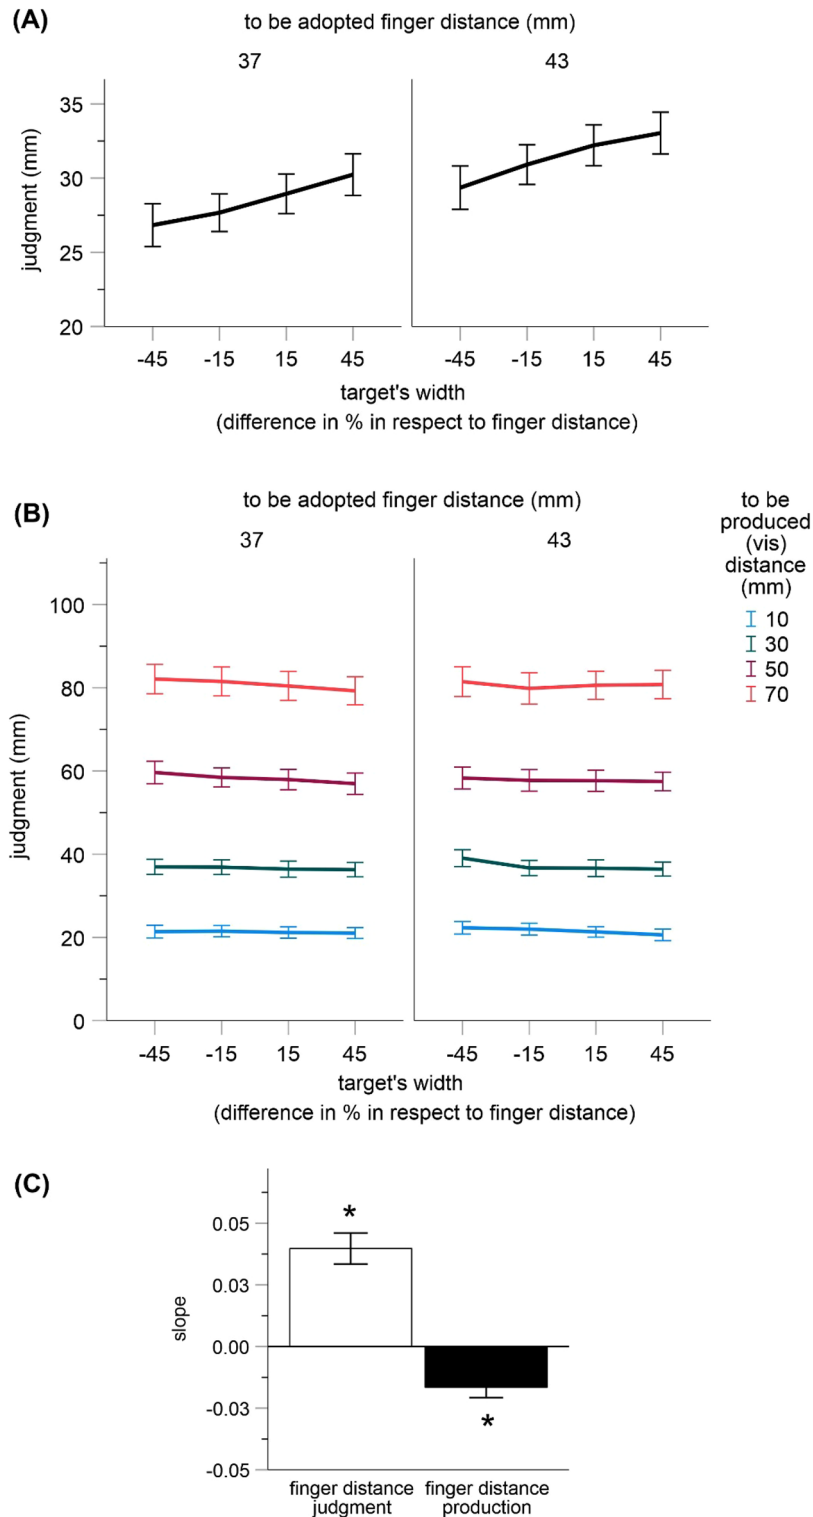 (A)
to be adopted finger distance (mm)
37 43
judgment (mm)
35
30
25
20
-45 -15 15 45 -45 -15 15 45
target's width
(difference in % in respect to finger distance)
(B)
to be adopted finger distance (mm)
37 43
to be
produced
(vis)
distance
(mm)
10
30
50
70
judgment (mm)
100
80
60
40
20
0
-45 -15 15 45 -45 -15 15 45
target's width
(difference in % in respect to finger distance)
(C)
slope
0.05
0.03
0.00
-0.03
-0.05
*
*
finger distance finger distance
judgment production